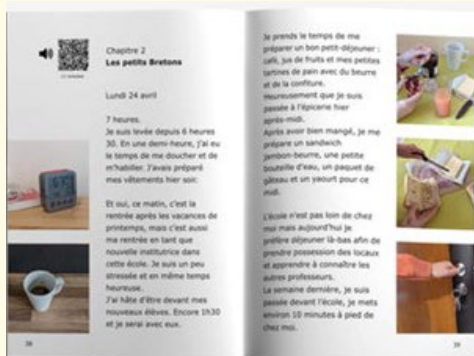 Chapitre 2
Les petits Bretons
Lundi 24 avril
7 heures.
Je suis levée depuis 6 heures
30. En une demi-heure, j'ai eu
le temps de me doucher et de
m'habiller. J'avais préparé
mes vêtements hier soir.
Et oui, ce matin, c'est la
rentrée après les vacances de
printemps, mais c'est aussi
ma rentrée en tant que
nouvelle institutrice dans
cette école. Je suis un peu
stressée et en même temps
heureuse.
J'ai hâte d'être devant mes
nouveaux élèves. Encore 1h30
et je serai avec eux.
38
Je prends le temps de me
préparer un bon petit-déjeuner :
café, jus de fruits et mes petites
tartines de pain avec du beurre
et de la confiture.
Heureusement que je suis
passée à l'épicerie hier
après-midi.
Après avoir bien mangé, je me
prépare un sandwich
jambon-beurre, une petite
bouteille d'eau, un paquet de
gâteau et un yaourt pour ce
midi.
L'école n'est pas loin de chez
moi mais aujourd'hui je
préfère déjeuner là-bas afin de
prendre possession des locaux
et apprendre à connaître les
autres professeurs.
La semaine dernière, je suis
passée devant l'école, je mets
environ 10 minutes à pied de
chez moi.
39